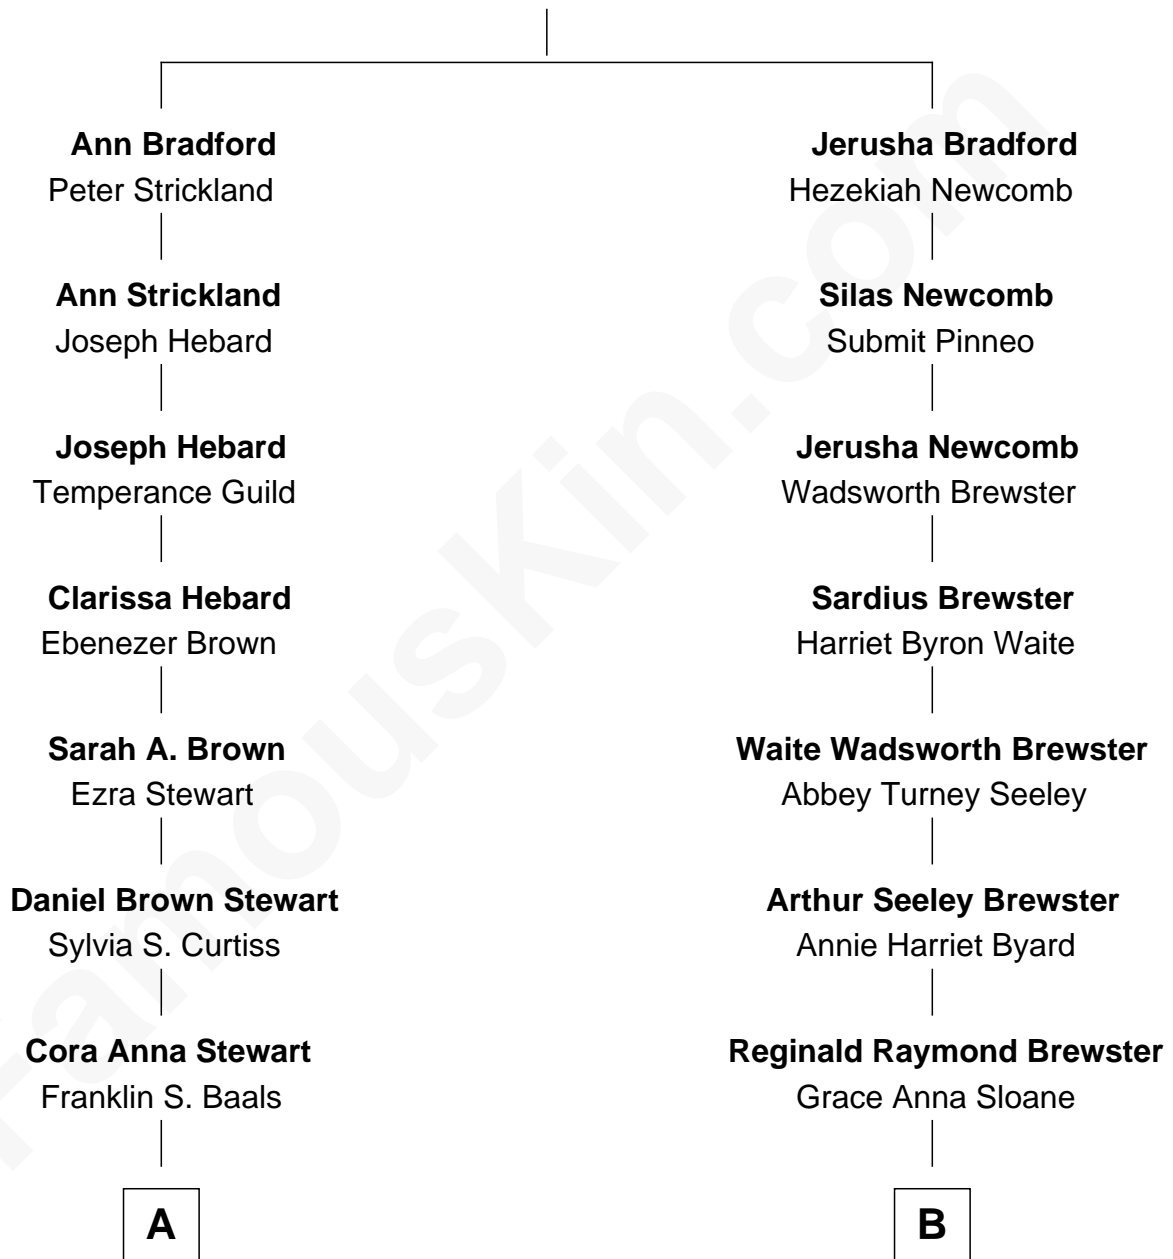 Ann Bradford
Peter Strickland
Ann Strickland
Joseph Hebard
Joseph Hebard
Temperance Guild
Clarissa Hebard
Ebenezer Brown
Sarah A. Brown
Ezra Stewart
Daniel Brown Stewart
Sylvia S. Curtiss
Cora Anna Stewart
Franklin S. Baals
A
Jerusha Bradford
Hezekiah Newcomb
Silas Newcomb
Submit Pinneo
Jerusha Newcomb
Wadsworth Brewster
Sardius Brewster
Harriet Byron Waite
Waite Wadsworth Brewster
Abbey Turney Seeley
Arthur Seeley Brewster
Annie Harriet Byard
Reginald Raymond Brewster
Grace Anna Sloane
B
FamousKin.com